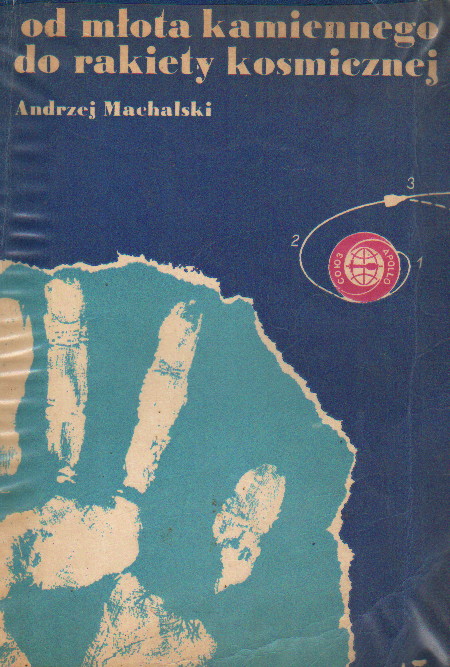 od młota kamiennego
do rakiety kosmicznej
Andrzej Machalski
3
2
1
СОЮЗ
APOLLO